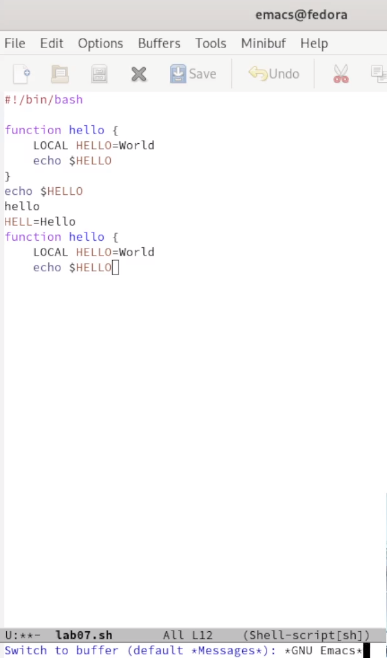 emacs@fedora
File Edit Options Buffers Tools Minibuf Help
Save Undo
#!/bin/bash
function hello {
    LOCAL HELLO=World
    echo $HELLO
}
echo $HELLO
hello
HELL=Hello
function hello {
    LOCAL HELLO=World
    echo $HELLO
U:**-  lab07.sh      All L12    (Shell-script[sh])
Switch to buffer (default *Messages*): *GNU Emacs*